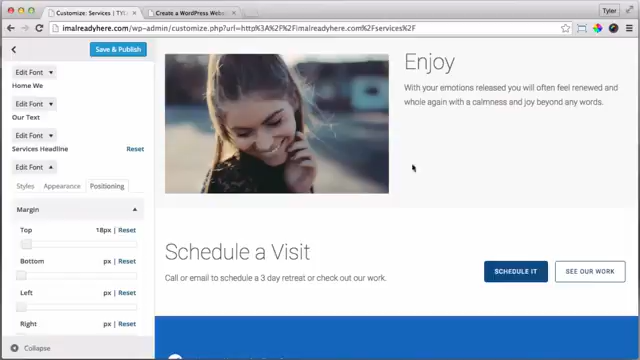 Customize: Services | TYL
Create a WordPress Website
Tyler
imalreadyhere.com/wp-admin/customize.php?url=http%3A%2F%2Fimalreadyhere.com%2Fservices%2F
Save & Publish
Edit Font
Home We
Edit Font
Our Text
Edit Font
Services Headline
Reset
Edit Font
Styles
Appearance
Positioning
Margin
Top
18px | Reset
Bottom
px | Reset
Left
px | Reset
Right
px | Reset
Collapse
Enjoy
With your emotions released you will often feel renewed and
whole again with a calmness and joy beyond any words.
Schedule a Visit
Call or email to schedule a 3 day retreat or check out our work.
SCHEDULE IT
SEE OUR WORK